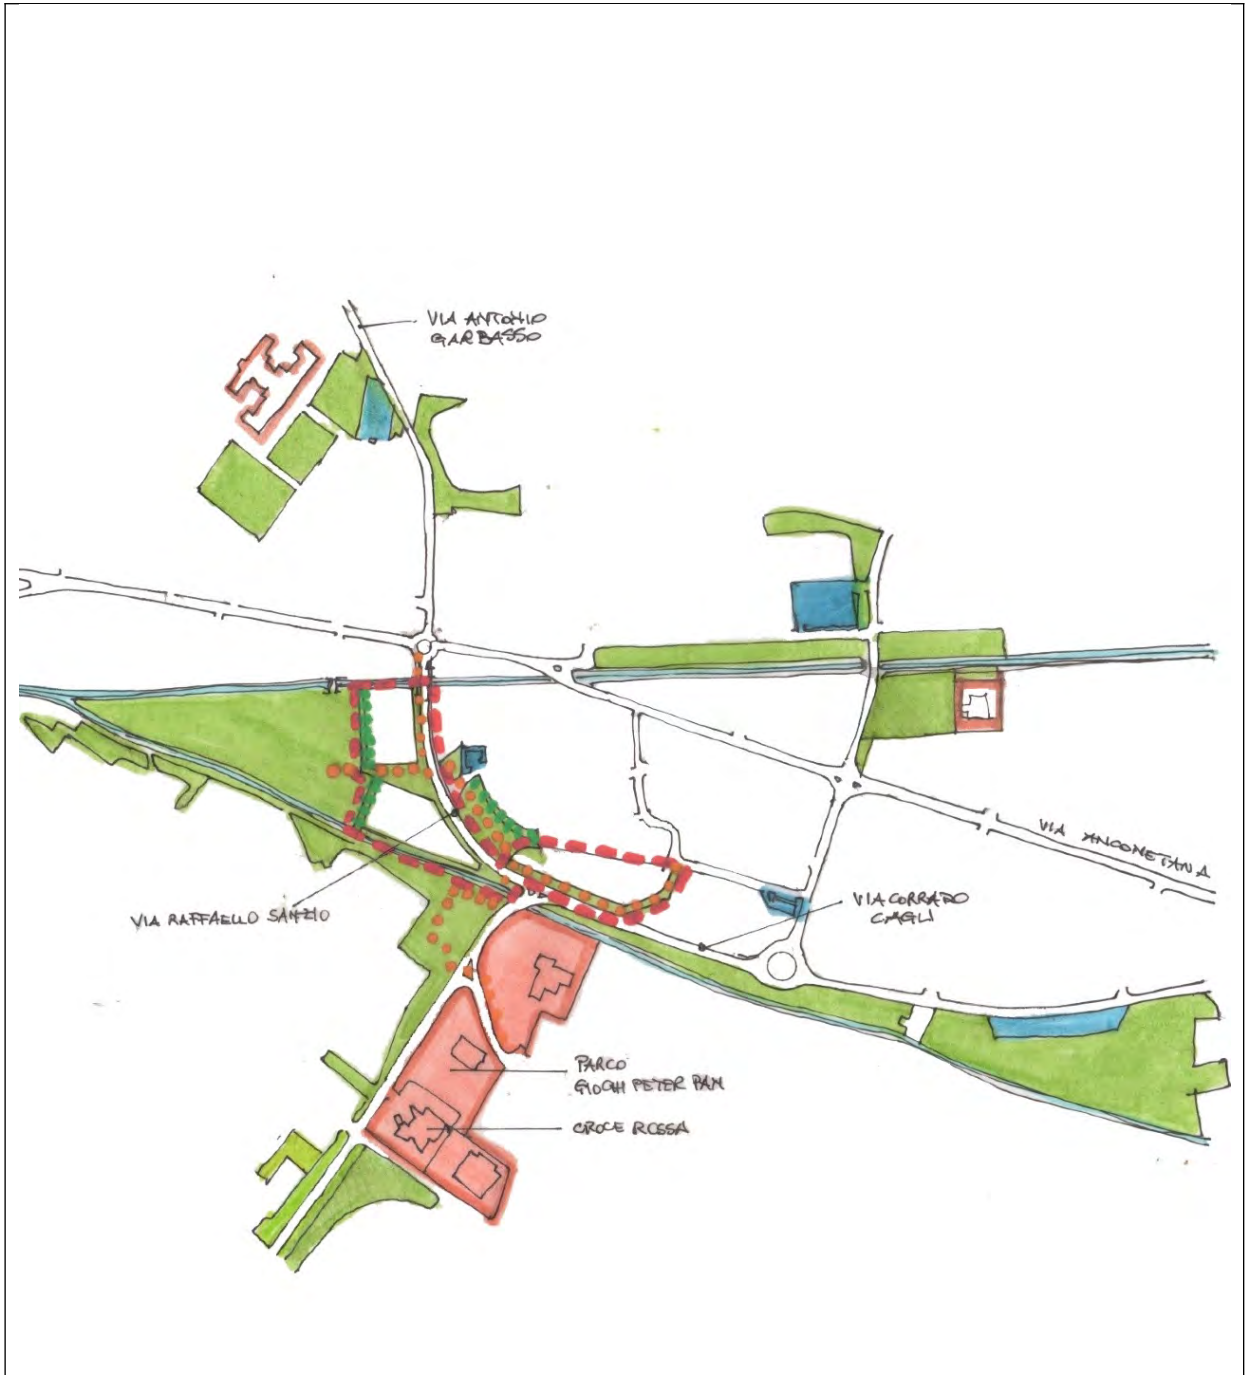 VIA ANTONIO
GARBASSO
VIA ANCONETANA
VIA RAFFAELLO SANZIO
VIA CORRADO
CAGLI
PARCO
GIOCHI PETER PAN
CROCE ROSSA